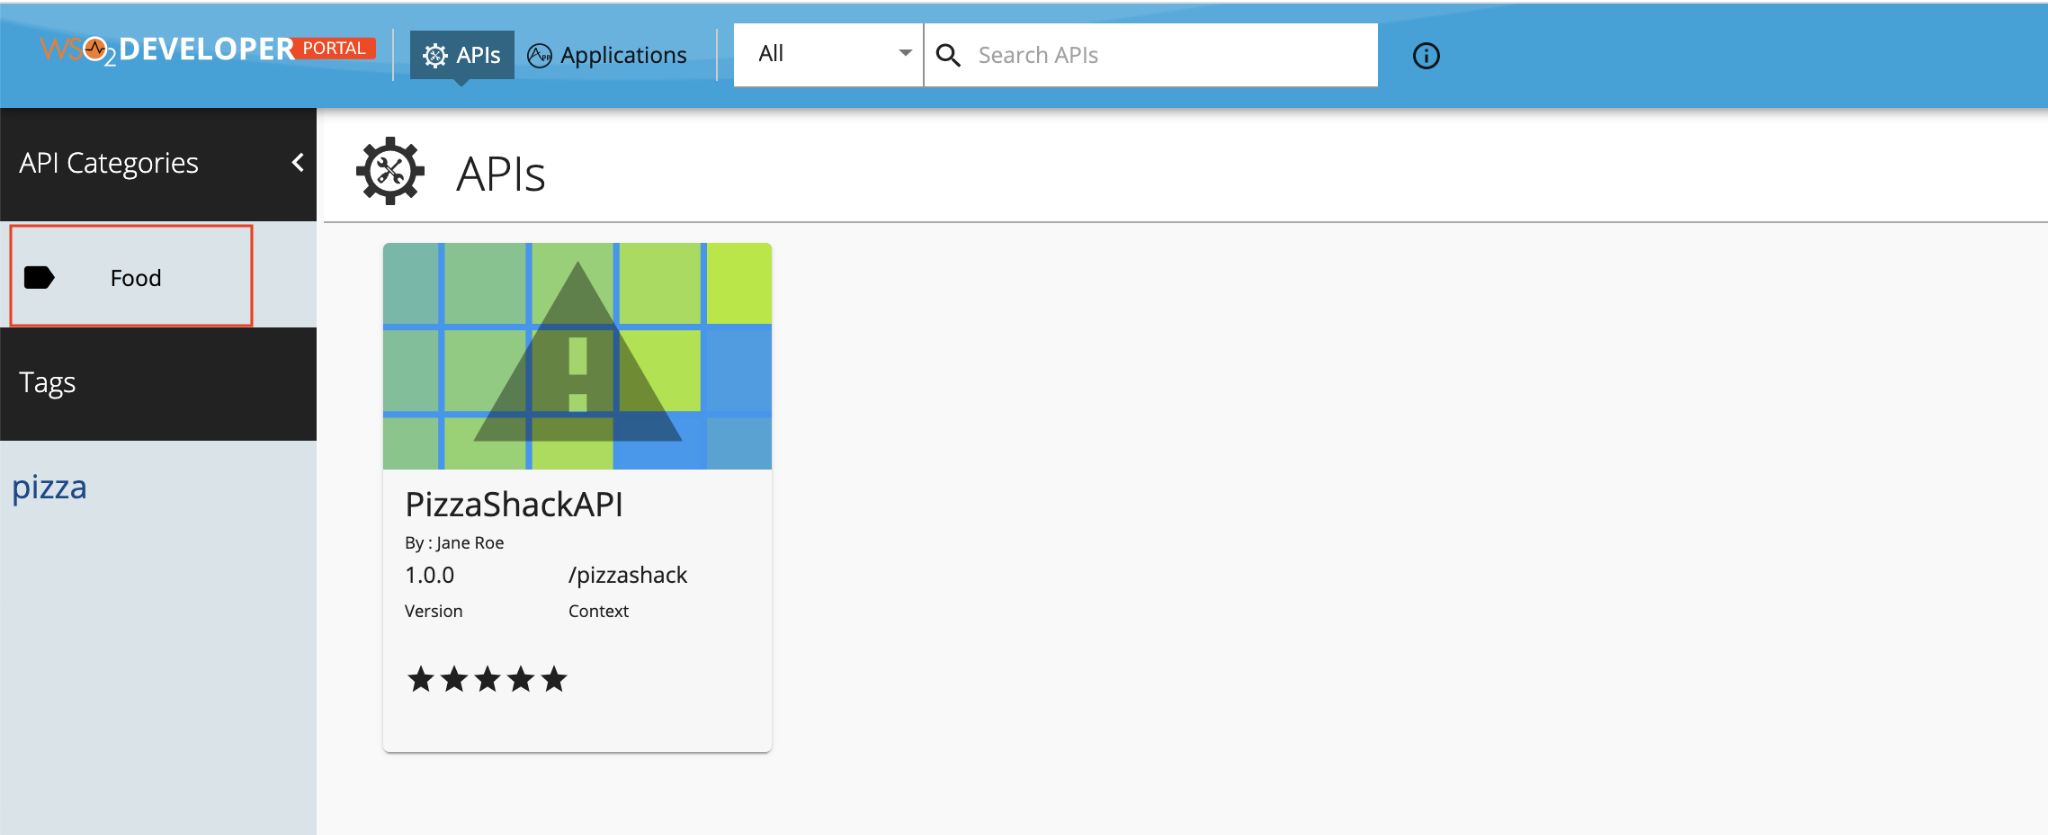 WSO2 DEVELOPER PORTAL
APIs
Applications
All
Search APIs
API Categories
Food
Tags
pizza
APIs
PizzaShackAPI
By : Jane Roe
1.0.0 /pizzashack
Version Context